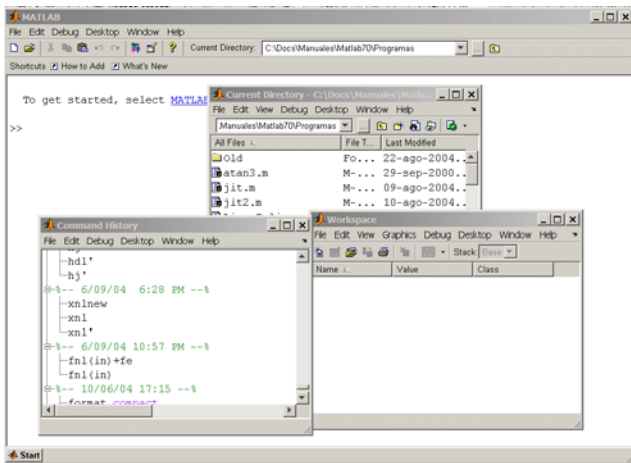 MATLAB
File Edit Debug Desktop Window Help
Current Directory: C:\Docs\Manuales\Matlab70\Programas
Shortcuts How to Add What's New
To get started, select MATLAB
>>
Current Directory - C:\Docs\Manuales\Matla...
File Edit View Debug Desktop Window Help
Manuales\Matlab70\Programas
All Files File T... Last Modified
Old Fo... 22-ago-2004..
atan3.m M-... 29-sep-2000..
jit.m M-... 09-ago-2004..
jit2.m M-... 10-ago-2004..
Command History
File Edit Debug Desktop Window Help
hdl'
hj'
%-- 6/09/04 6:28 PM --%
xnlnew
xnl
xnl'
%-- 6/09/04 10:57 PM --%
fnl(in)+fe
fnl(in)
%-- 10/06/04 17:15 --%
format compact
Workspace
File Edit View Graphics Debug Desktop Window Help
Stack: Base
Name Value Class
Start